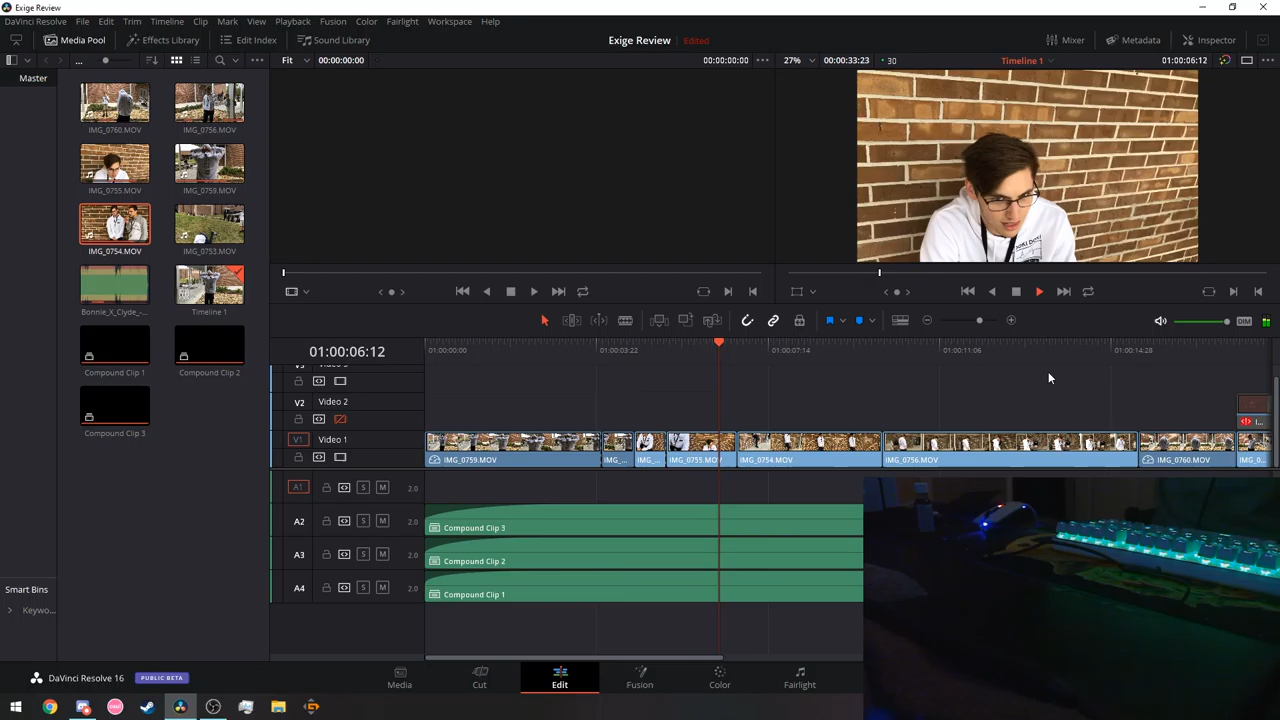 Exige Review
DaVinci Resolve File Edit Trim Timeline Clip Mark View Playback Fusion Color Fairlight Workspace Help
Media Pool Effects Library Edit Index Sound Library Exige Review Edited Mixer Metadata Inspector
... Fit 00:00:00:00 00:00:00:00 27% 00:00:33:23 30 Timeline 1 01:00:06:12
Master
IMG_0760.MOV IMG_0756.MOV
IMG_0755.MOV IMG_0759.MOV
IMG_0754.MOV IMG_0753.MOV
Bonnie_X_Clyde_-... Timeline 1
Compound Clip 1 Compound Clip 2
Compound Clip 3
DIM
01:00:06:12 01:00:00:00 01:00:03:22 01:00:07:14 01:00:11:06 01:00:14:28
Video 2
V2
V1 Video 1
IMG_0759.MOV IMG_... IMG_... IMG_0755.MOV IMG_0754.MOV IMG_0756.MOV IMG_0760.MOV IMG_0...
A1 S M 2.0
A2 S M 2.0 Compound Clip 3
A3 S M 2.0 Compound Clip 2
A4 S M 2.0 Compound Clip 1
Smart Bins
Keywo...
DaVinci Resolve 16 PUBLIC BETA Media Cut Edit Fusion Color Fairlight